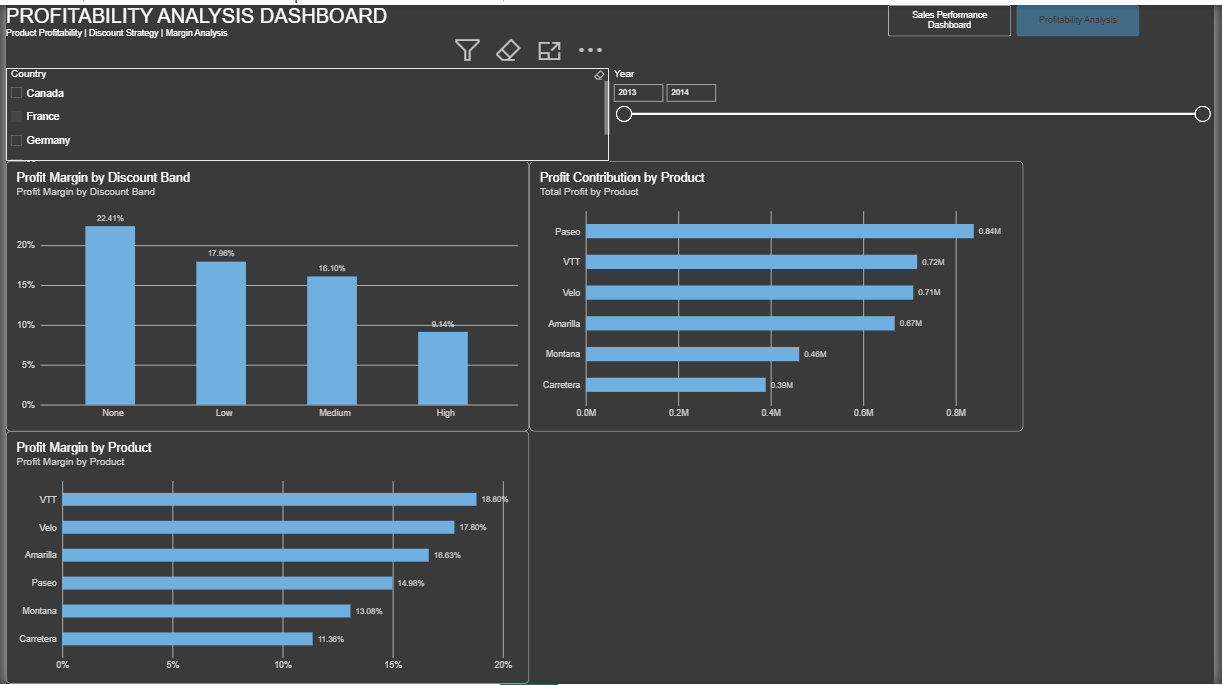 PROFITABILITY ANALYSIS DASHBOARD
Product Profitability | Discount Strategy | Margin Analysis
Sales Performance
Dashboard
Profitability Analysis
Country
Canada
France
Germany
Year
2013
2014
Profit Margin by Discount Band
Profit Margin by Discount Band
22.41%
17.96%
16.10%
9.14%
20%
15%
10%
5%
0%
None
Low
Medium
High
Profit Contribution by Product
Total Profit by Product
Paseo 0.84M
VTT 0.72M
Velo 0.71M
Amarilla 0.67M
Montana 0.46M
Carretera 0.39M
0.0M 0.2M 0.4M 0.6M 0.8M
Profit Margin by Product
Profit Margin by Product
VTT 18.80%
Velo 17.80%
Amarilla 16.63%
Paseo 14.98%
Montana 13.08%
Carretera 11.36%
0% 5% 10% 15% 20%